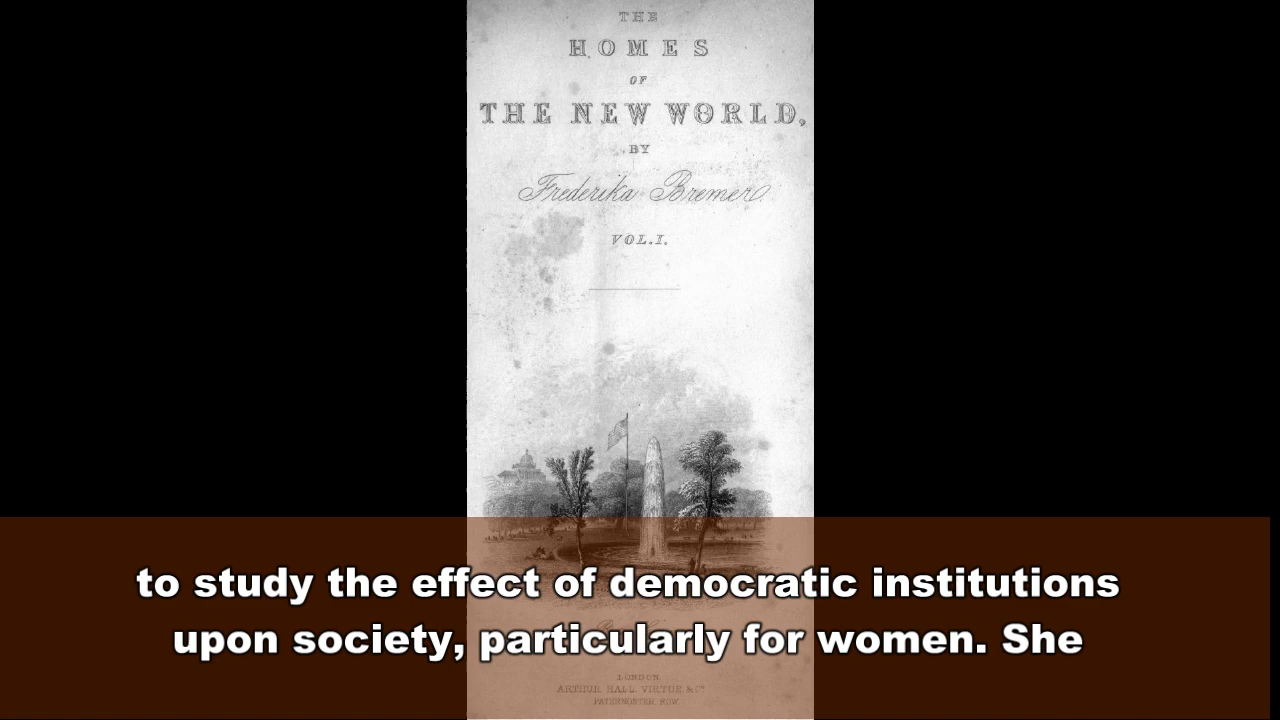 THE
HOMES
OF
THE NEW WORLD,
BY
Frederika Bremer
VOL.I.
to study the effect of democratic institutions
upon society, particularly for women. She
LONDON
ARTHUR HALL, VIRTUE, & Co
PATERNOSTER ROW